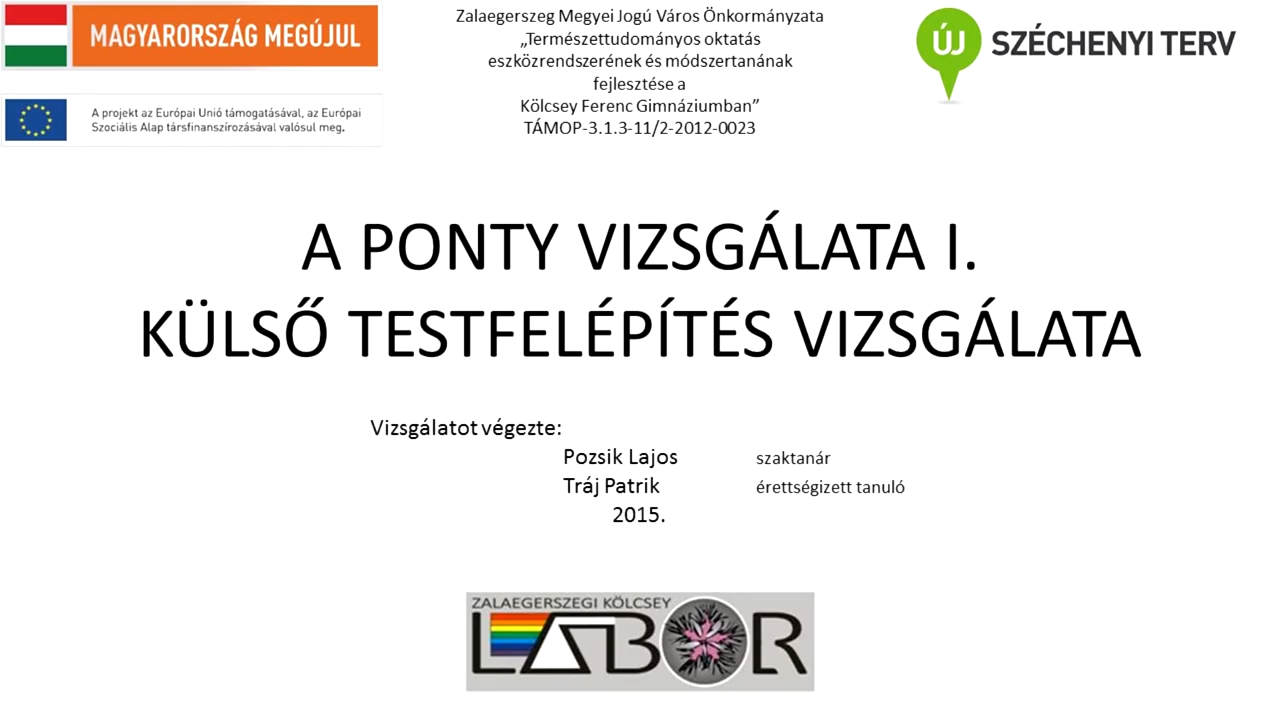 MAGYARORSZÁG MEGÚJUL
A projekt az Európai Unió támogatásával, az Európai
Szociális Alap társfinanszírozásával valósul meg.
Zalaegerszeg Megyei Jogú Város Önkormányzata
„Természettudományos oktatás
eszközrendszerének és módszertanának
fejlesztése a
Kölcsey Ferenc Gimnáziumban”
TÁMOP-3.1.3-11/2-2012-0023
ÚJ SZÉCHENYI TERV
A PONTY VIZSGÁLATA I.
KÜLSŐ TESTFELÉPÍTÉS VIZSGÁLATA
Vizsgálatot végezte:
Pozsik Lajos szaktanár
Tráj Patrik érettségizett tanuló
2015.
ZALAEGERSZEGI KÖLCSEY
LABOR